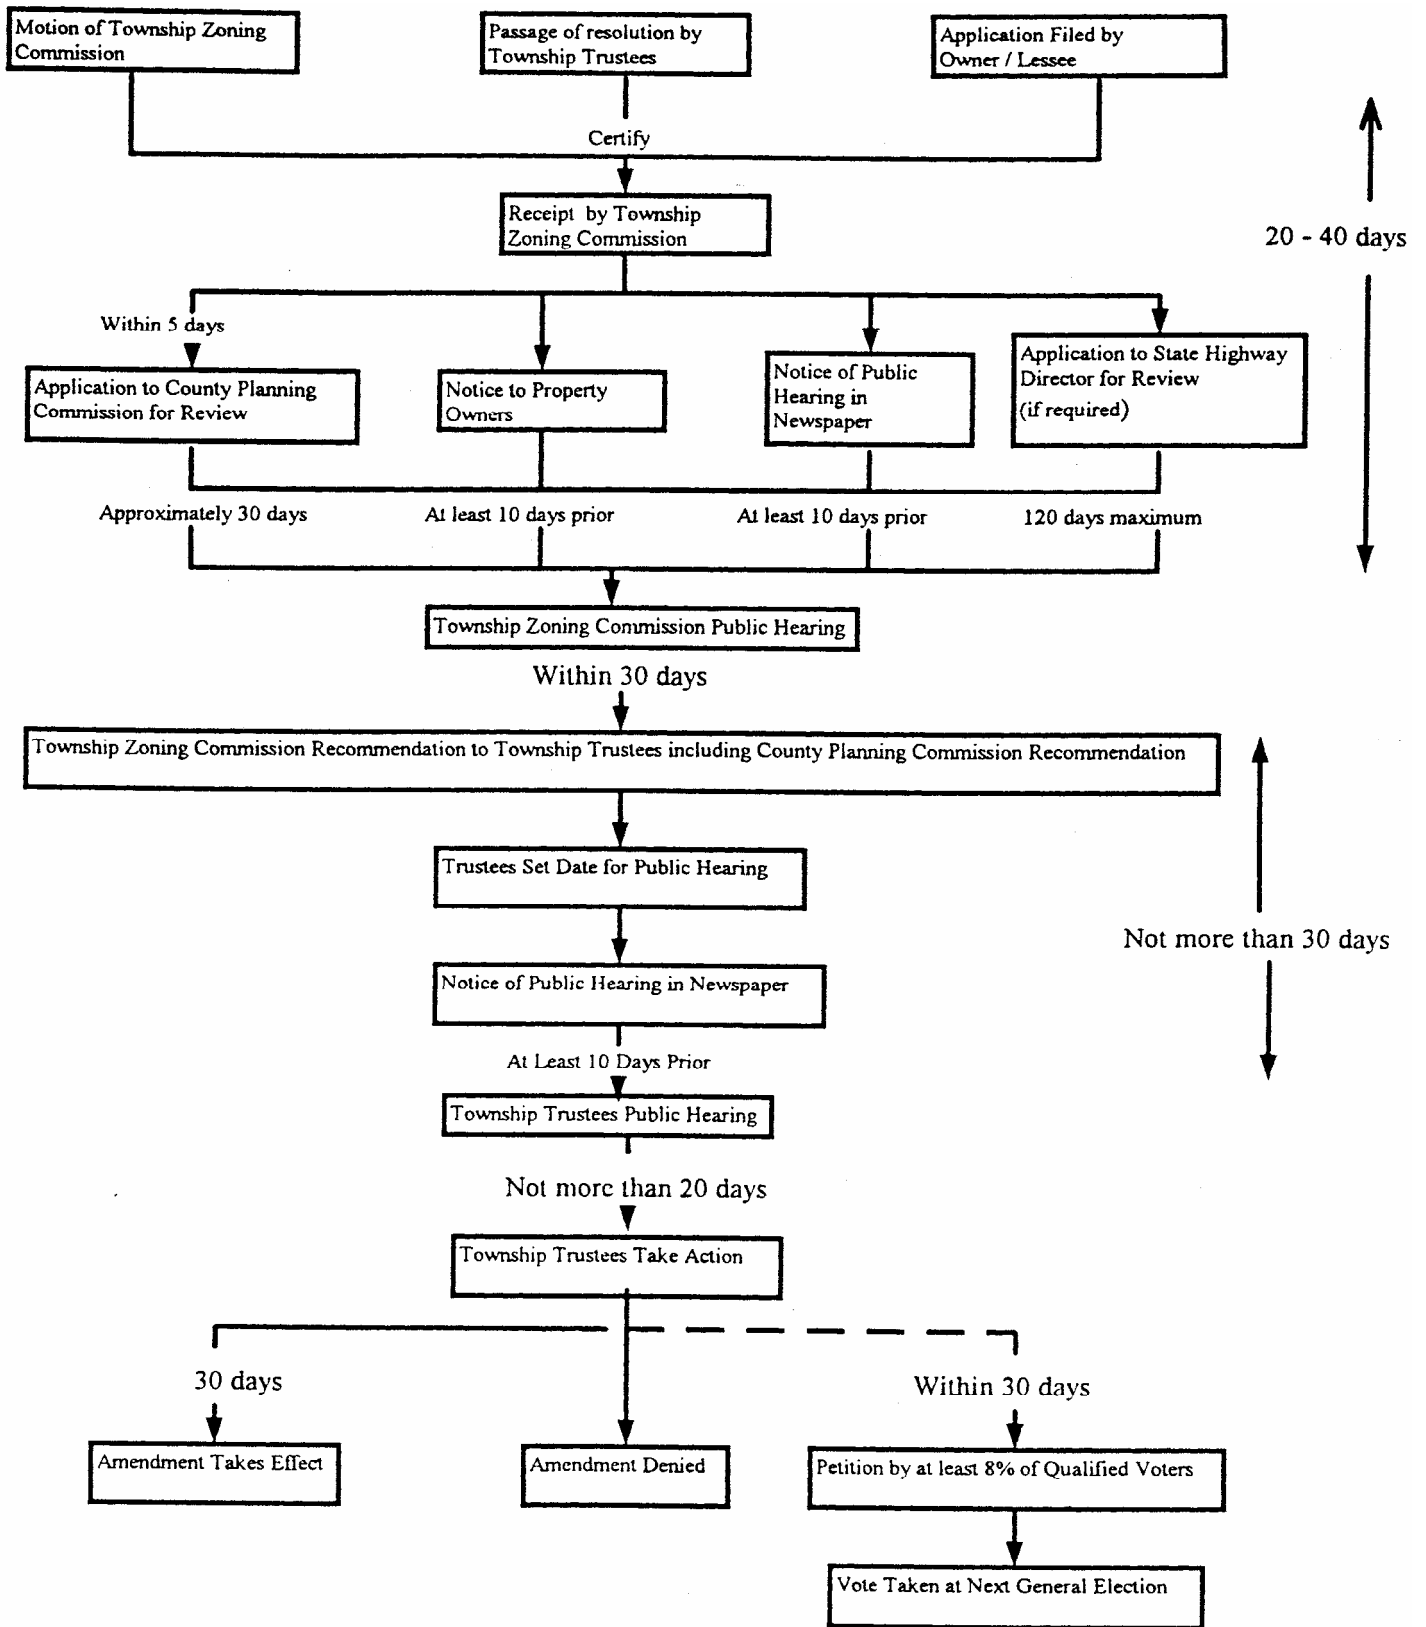 Motion of Township Zoning
Commission
Passage of resolution by
Township Trustees
Application Filed by
Owner / Lessee
Certify
Receipt by Township
Zoning Commission
20 - 40 days
Within 5 days
Application to County Planning
Commission for Review
Notice to Property
Owners
Notice of Public
Hearing in
Newspaper
Application to State Highway
Director for Review
(if required)
Approximately 30 days
At least 10 days prior
At least 10 days prior
120 days maximum
Township Zoning Commission Public Hearing
Within 30 days
Township Zoning Commission Recommendation to Township Trustees including County Planning Commission Recommendation
Trustees Set Date for Public Hearing
Not more than 30 days
Notice of Public Hearing in Newspaper
At Least 10 Days Prior
Township Trustees Public Hearing
Not more than 20 days
Township Trustees Take Action
30 days
Within 30 days
Amendment Takes Effect
Amendment Denied
Petition by at least 8% of Qualified Voters
Vote Taken at Next General Election